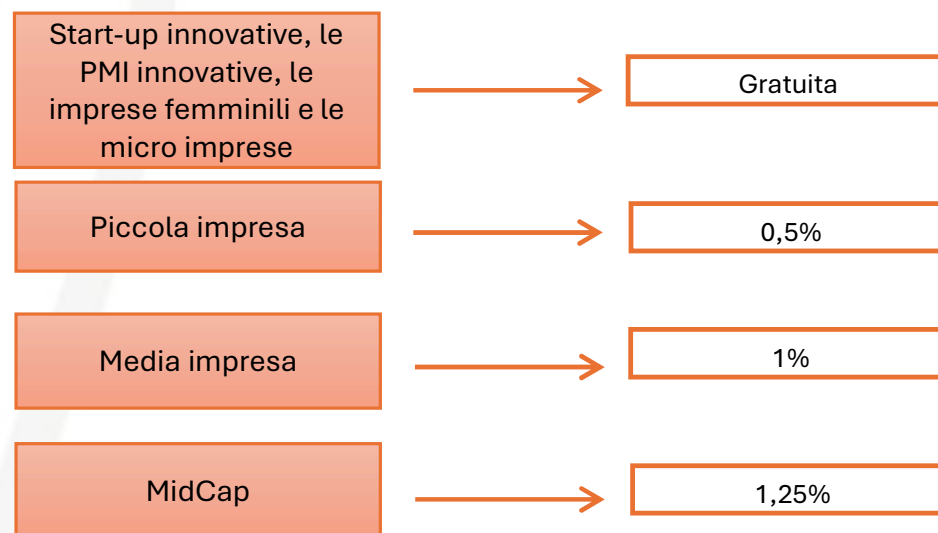 Start-up innovative, le
PMI innovative, le
imprese femminili e le
micro imprese
Gratuita
Piccola impresa
0,5%
Media impresa
1%
MidCap
1,25%